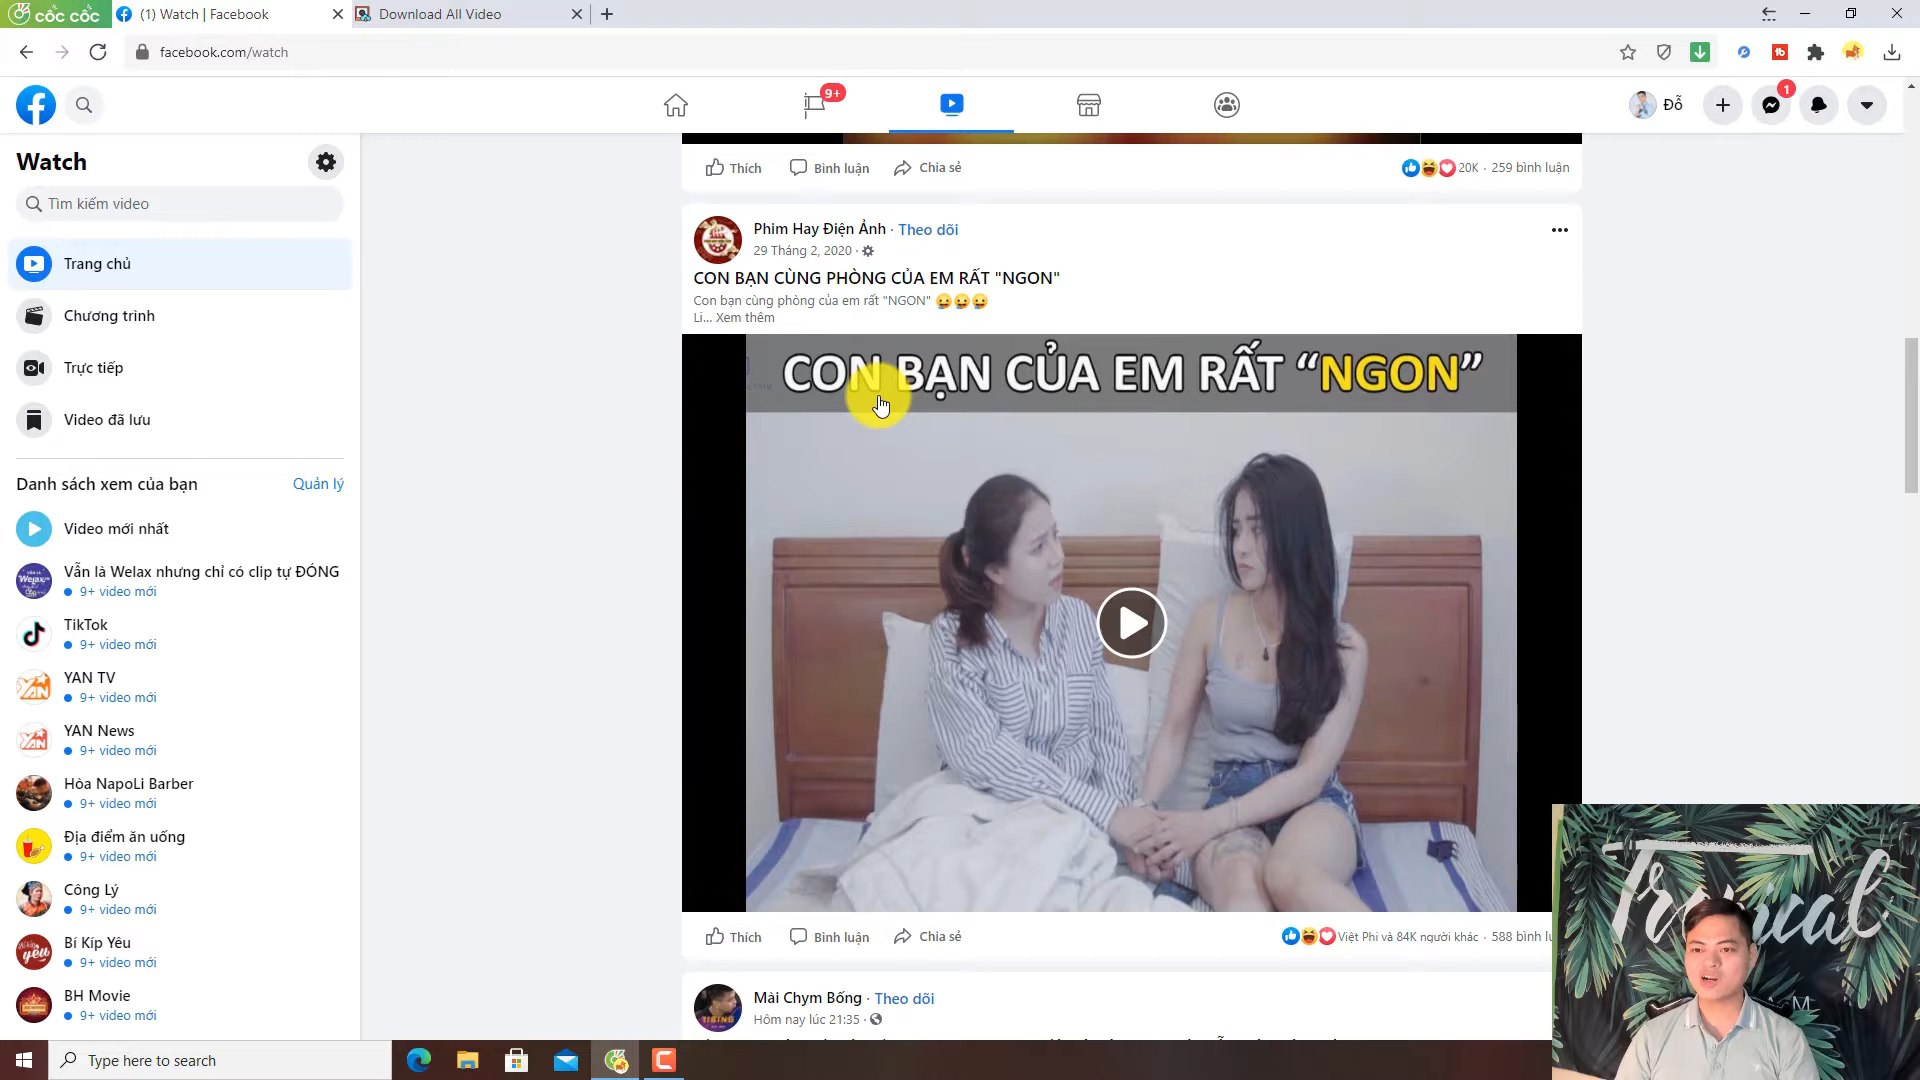 cốc cốc
(1) Watch | Facebook
Download All Video
facebook.com/watch
9+
Đỗ
1
Watch
Tìm kiếm video
Trang chủ
Chương trình
Trực tiếp
Video đã lưu
Danh sách xem của bạn
Quản lý
Video mới nhất
Vẫn là Welax nhưng chỉ có clip tự ĐÓNG
9+ video mới
TikTok
9+ video mới
YAN TV
9+ video mới
YAN News
9+ video mới
Hòa NapoLi Barber
9+ video mới
Địa điểm ăn uống
9+ video mới
Công Lý
9+ video mới
Bí Kíp Yêu
9+ video mới
BH Movie
9+ video mới
Thích
Bình luận
Chia sẻ
20K · 259 bình luận
Phim Hay Điện Ảnh · Theo dõi
29 Tháng 2, 2020 ·
CON BẠN CÙNG PHÒNG CỦA EM RẤT "NGON"
Con bạn cùng phòng của em rất "NGON"
Li... Xem thêm
CON BẠN CỦA EM RẤT “NGON”
Thích
Bình luận
Chia sẻ
Việt Phi và 84K người khác · 588 bình
Mài Chym Bống · Theo dõi
Hôm nay lúc 21:35 ·
Tropical
Type here to search